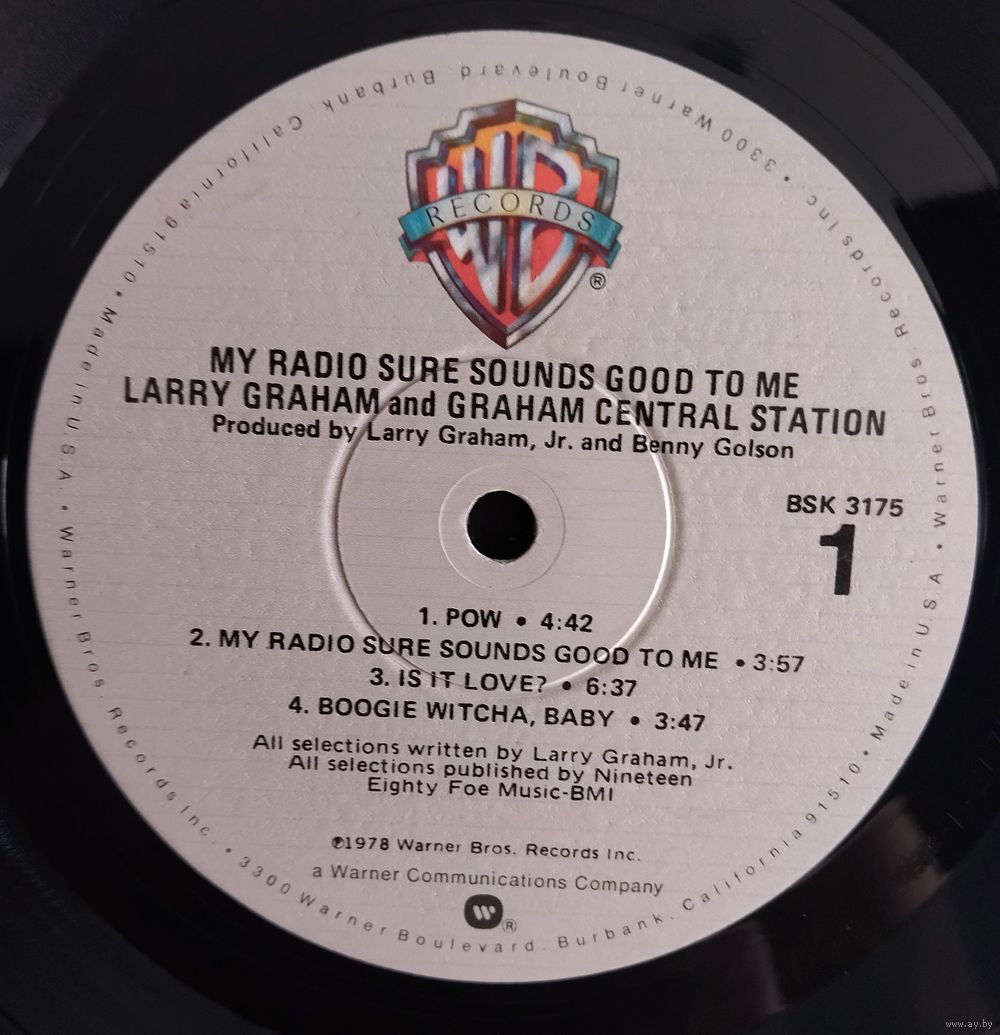 WB
RECORDS
®
MY RADIO SURE SOUNDS GOOD TO ME
LARRY GRAHAM and GRAHAM CENTRAL STATION
Produced by Larry Graham, Jr. and Benny Golson
BSK 3175
1
1. POW • 4:42
2. MY RADIO SURE SOUNDS GOOD TO ME • 3:57
3. IS IT LOVE? • 6:37
4. BOOGIE WITCHA, BABY • 3:47
All selections written by Larry Graham, Jr.
All selections published by Nineteen
Eighty Foe Music-BMI
℗1978 Warner Bros. Records Inc.
a Warner Communications Company
W®
Made in U.S.A. • Warner Bros. Records Inc. • 3300 Warner Boulevard. Burbank. California 91510 • Made in U.S.A • Warner Bros. Records Inc. • 3300 Warner Boulevard Burbank, California 91510 •
www.ay.by